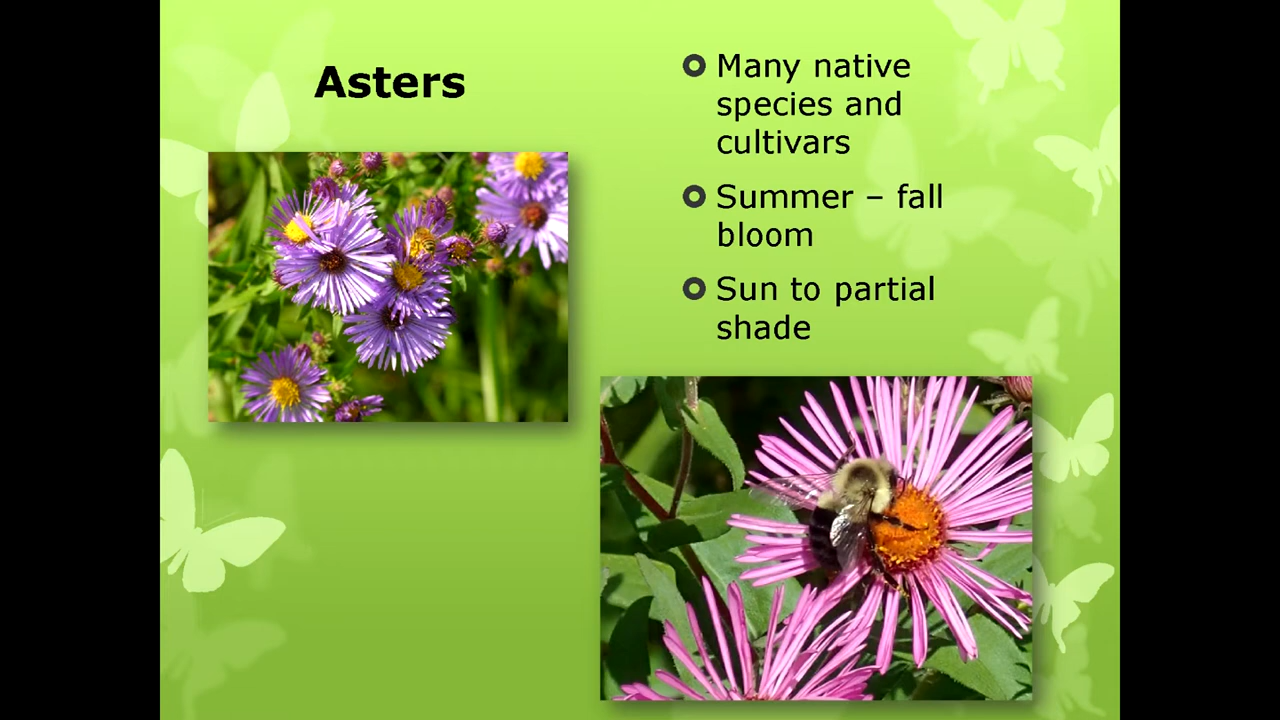 Asters
Many native
species and
cultivars
Summer – fall
bloom
Sun to partial
shade